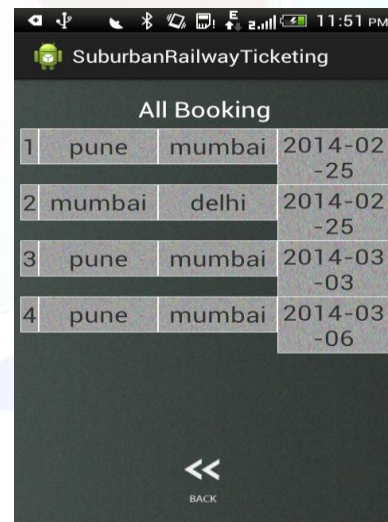 11:51 PM
SuburbanRailwayTicketing
All Booking
1 pune mumbai 2014-02
-25
2 mumbai delhi 2014-02
-25
3 pune mumbai 2014-03
-03
4 pune mumbai 2014-03
-06
BACK